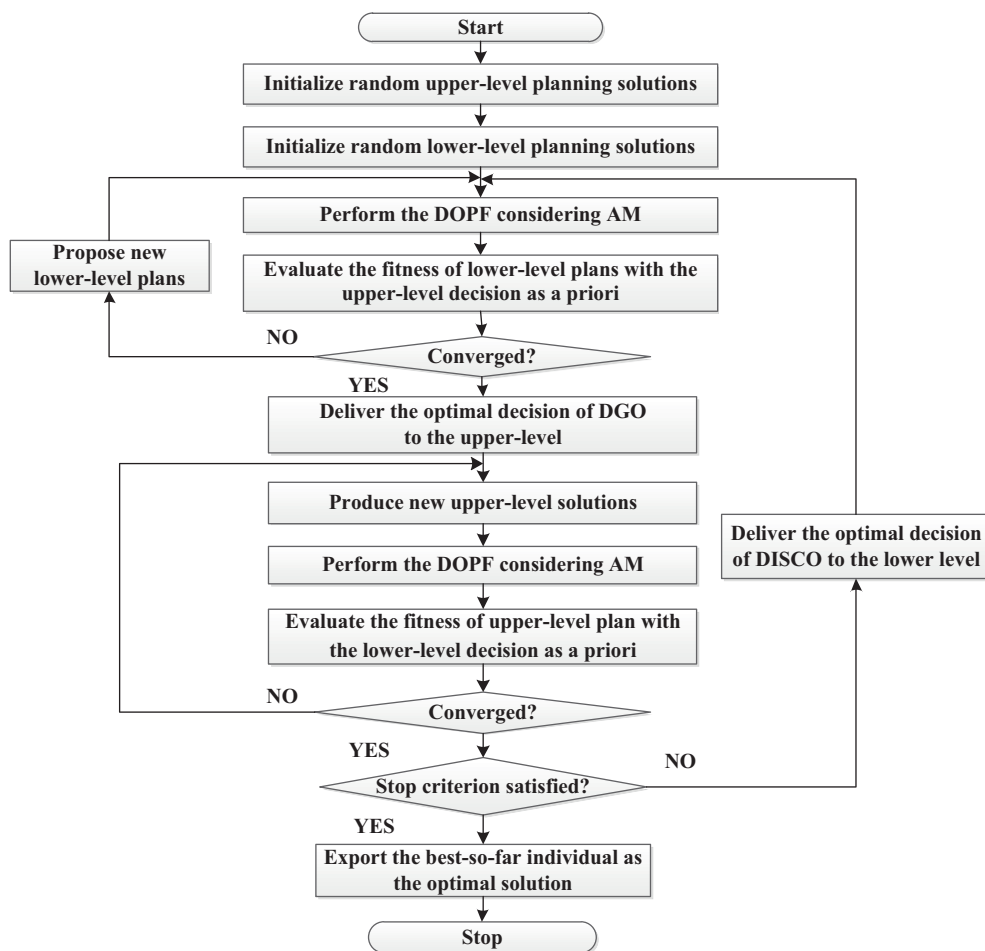 Start
Initialize random upper-level planning solutions
Initialize random lower-level planning solutions
Perform the DOPF considering AM
Propose new
lower-level plans
Evaluate the fitness of lower-level plans with the
upper-level decision as a priori
NO
Converged?
YES
Deliver the optimal decision of DGO
to the upper-level
Produce new upper-level solutions
Deliver the optimal decision
of DISCO to the lower level
Perform the DOPF considering AM
Evaluate the fitness of upper-level plan with
the lower-level decision as a priori
NO
Converged?
YES
NO
Stop criterion satisfied?
YES
Export the best-so-far individual as
the optimal solution
Stop